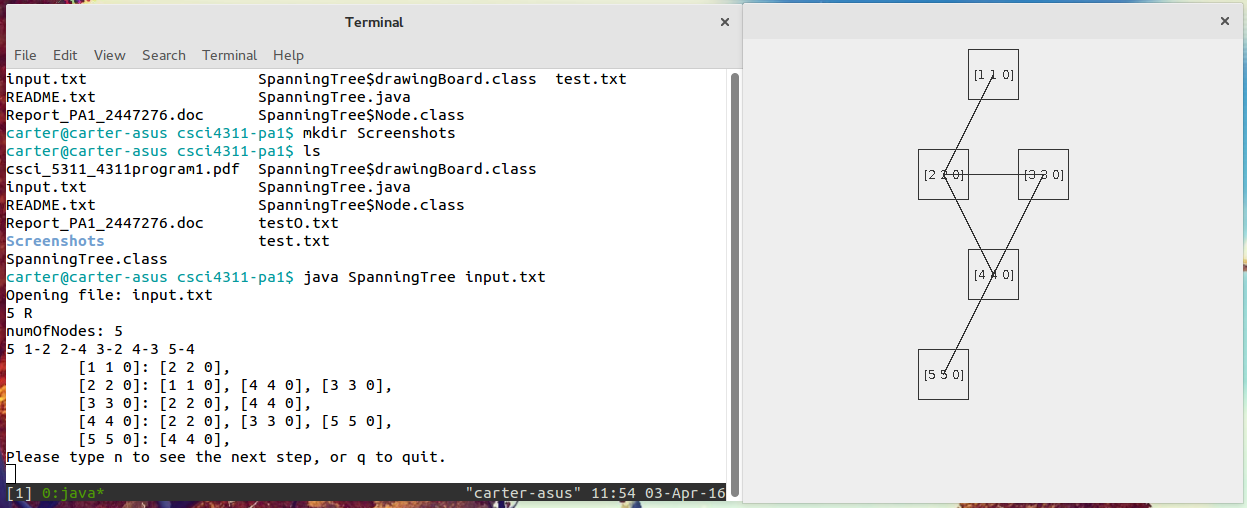 Terminal
File Edit View Search Terminal Help
input.txt SpanningTree$drawingBoard.class test.txt
README.txt SpanningTree.java
Report_PA1_2447276.doc SpanningTree$Node.class
carter@carter-asus csci4311-pa1$ mkdir Screenshots
carter@carter-asus csci4311-pa1$ ls
csci_5311_4311program1.pdf SpanningTree$drawingBoard.class
input.txt SpanningTree.java
README.txt SpanningTree$Node.class
Report_PA1_2447276.doc testO.txt
Screenshots test.txt
SpanningTree.class
carter@carter-asus csci4311-pa1$ java SpanningTree input.txt
Opening file: input.txt
5 R
numOfNodes: 5
5 1-2 2-4 3-2 4-3 5-4
[1 1 0]: [2 2 0],
[2 2 0]: [1 1 0], [4 4 0], [3 3 0],
[3 3 0]: [2 2 0], [4 4 0],
[4 4 0]: [2 2 0], [3 3 0], [5 5 0],
[5 5 0]: [4 4 0],
Please type n to see the next step, or q to quit.
[1] 0:java* "carter-asus" 11:54 03-Apr-16
[1 1 0]
[2 2 0] [3 3 0]
[4 4 0]
[5 5 0]